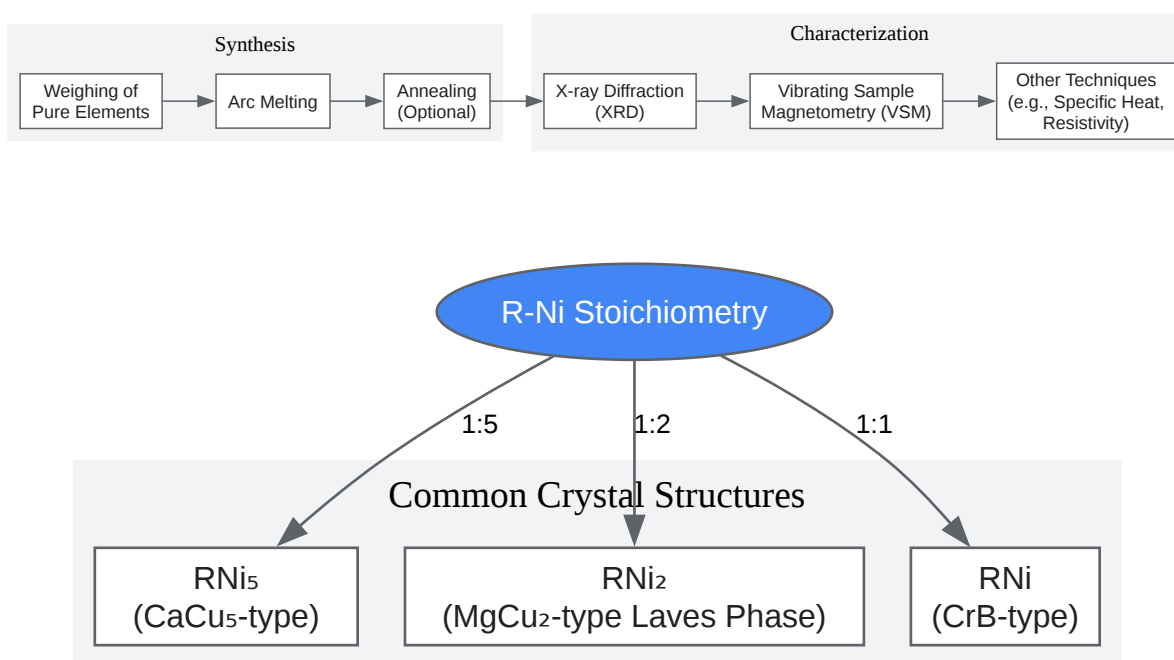 Synthesis
Weighing of
Pure Elements
Arc Melting
Annealing
(Optional)
Characterization
X-ray Diffraction
(XRD)
Vibrating Sample
Magnetometry (VSM)
Other Techniques
(e.g., Specific Heat,
Resistivity)
R-Ni Stoichiometry
1:5
1:2
1:1
Common Crystal Structures
RNi₅
(CaCu₅-type)
RNi₂
(MgCu₂-type Laves Phase)
RNi
(CrB-type)